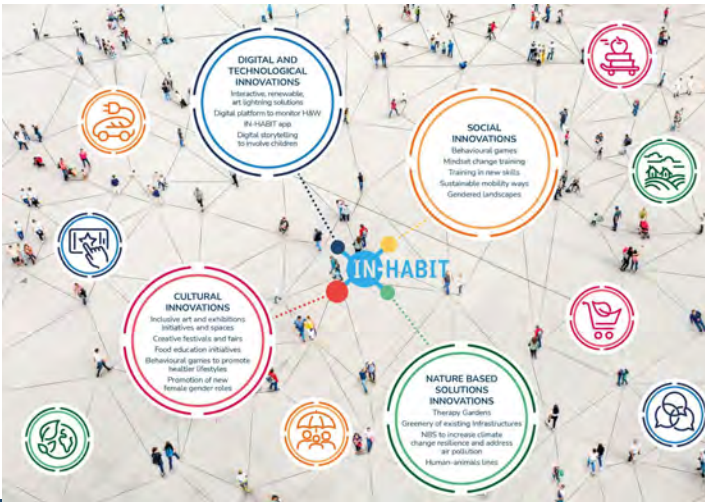 DIGITAL AND
TECHNOLOGICAL
INNOVATIONS
Interactive, renewable,
art lightning solutions
Digital platform to monitor H&W
IN-HABIT app
Digital storytelling
to involve children
SOCIAL
INNOVATIONS
Behavioural games
Mindset change training
Training in new skills
Sustainable mobility ways
Gendered landscapes
IN-HABIT
CULTURAL
INNOVATIONS
Inclusive art and exhibitions
initiatives and spaces
Creative festivals and fairs
Food education initiatives
Behavioural games to promote
healthier lifestyles
Promotion of new
female gender roles
NATURE BASED
SOLUTIONS
INNOVATIONS
Therapy Gardens
Greenery of existing Infrastructures
NBS to increase climate
change resilience and address
air pollution
Human-animals lines